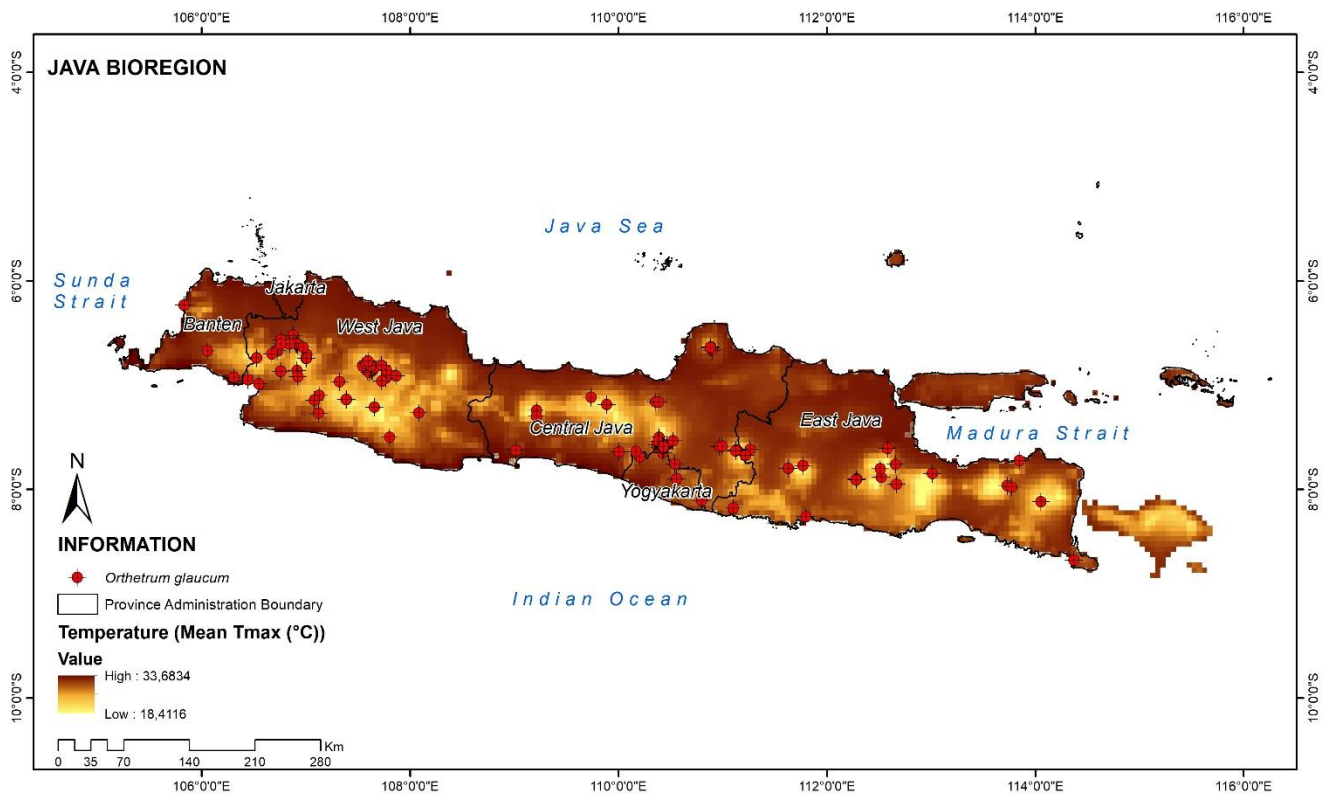 106°0'0"E 108°0'0"E 110°0'0"E 112°0'0"E 114°0'0"E 116°0'0"E
JAVA BIOREGION
4°0'0"S 4°0'0"S
Java Sea
Sunda
Strait
6°0'0"S 6°0'0"S
Jakarta
Banten
West Java
Central Java
East Java
Madura Strait
Yogyakarta
8°0'0"S 8°0'0"S
N
INFORMATION
Orthetrum glaucum
Province Administration Boundary
Indian Ocean
Temperature (Mean Tmax (°C))
Value
High : 33,6834
Low : 18,4116
10°0'0"S 10°0'0"S
Km
0 35 70 140 210 280
106°0'0"E 108°0'0"E 110°0'0"E 112°0'0"E 114°0'0"E 116°0'0"E